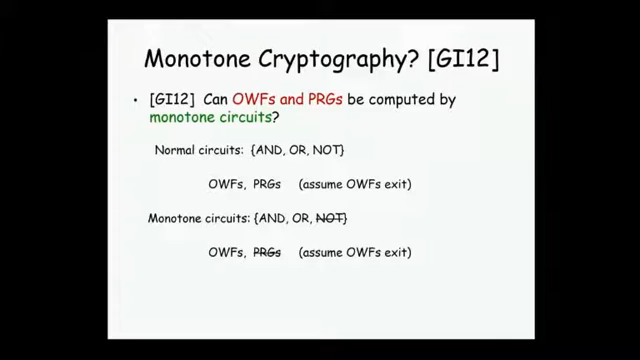 Monotone Cryptography? [GI12]
• [GI12] Can OWFs and PRGs be computed by
monotone circuits?
Normal circuits: {AND, OR, NOT}
OWFs, PRGs (assume OWFs exit)
Monotone circuits: {AND, OR, NOT}
OWFs, PRGs (assume OWFs exit)